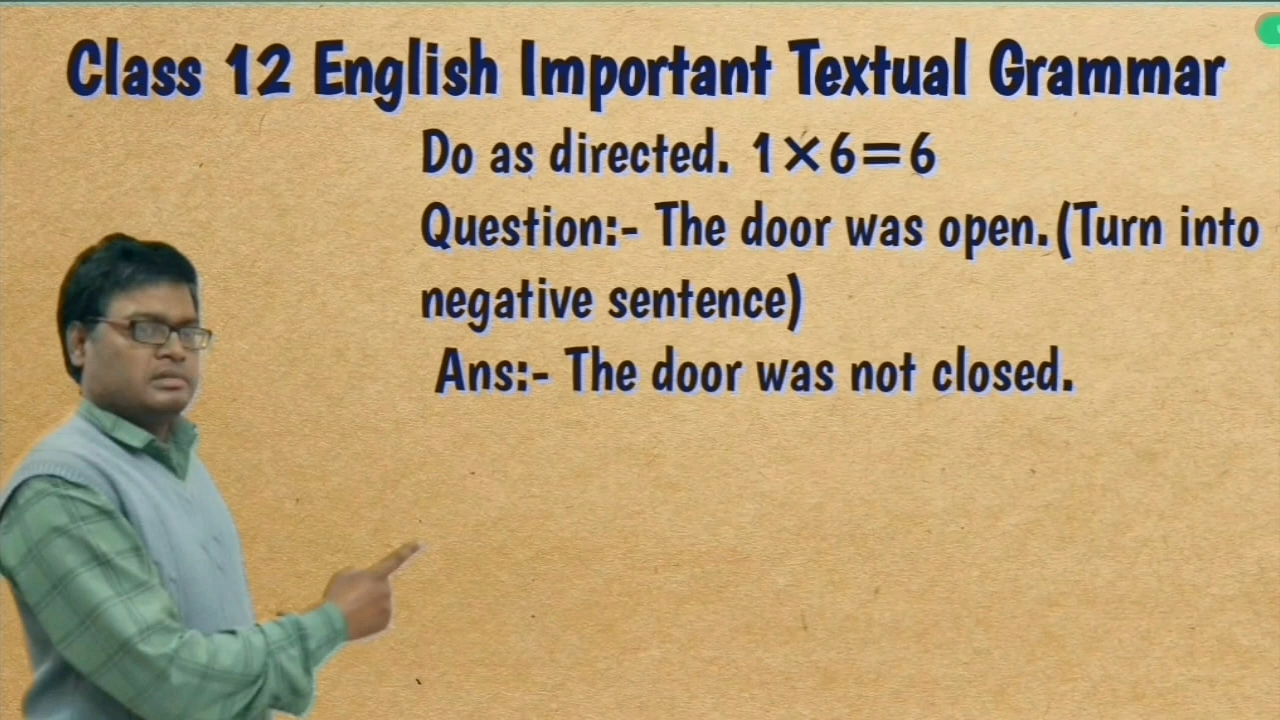 Class 12 English Important Textual Grammar
Do as directed. 1×6=6
Question:- The door was open.(Turn into
negative sentence)
Ans:- The door was not closed.